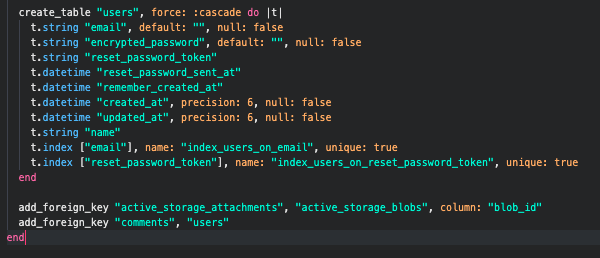 create_table "users", force: :cascade do |t|
t.string "email", default: "", null: false
t.string "encrypted_password", default: "", null: false
t.string "reset_password_token"
t.datetime "reset_password_sent_at"
t.datetime "remember_created_at"
t.datetime "created_at", precision: 6, null: false
t.datetime "updated_at", precision: 6, null: false
t.string "name"
t.index ["email"], name: "index_users_on_email", unique: true
t.index ["reset_password_token"], name: "index_users_on_reset_password_token", unique: true
end
add_foreign_key "active_storage_attachments", "active_storage_blobs", column: "blob_id"
add_foreign_key "comments", "users"
end